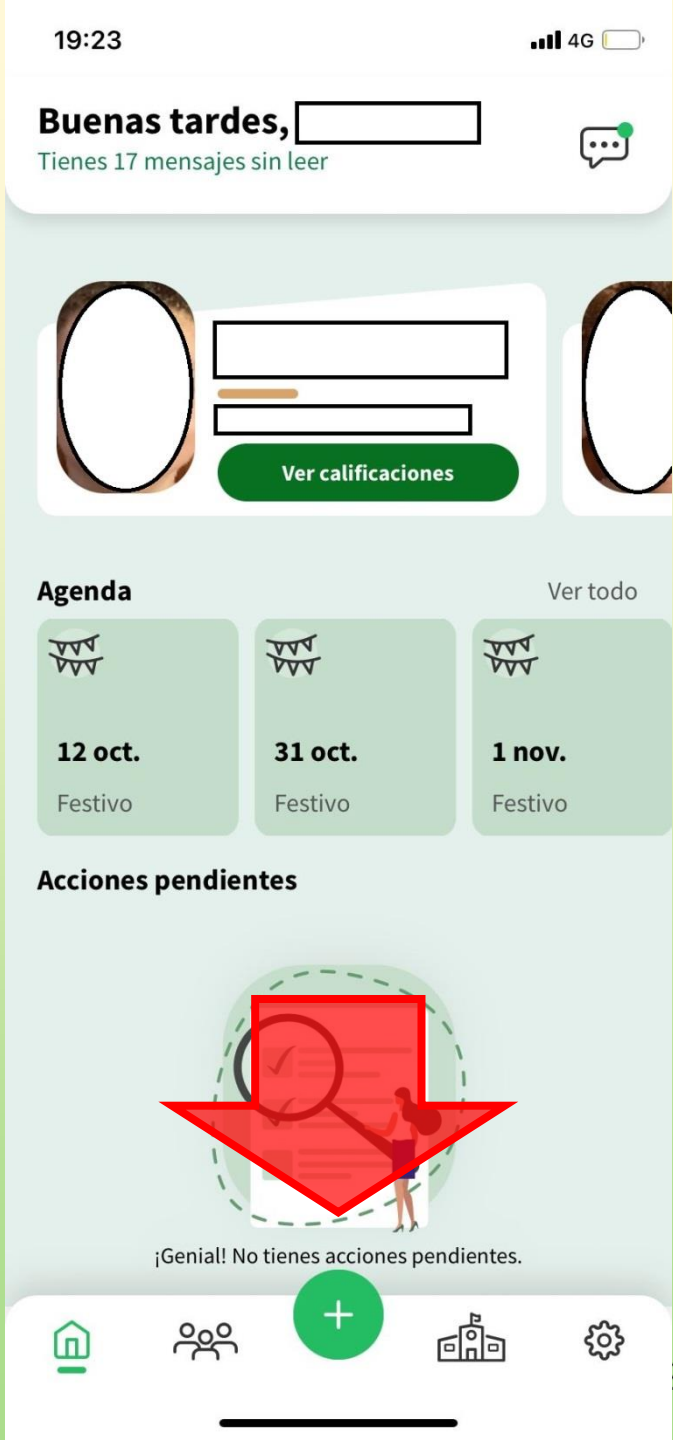 19:23
4G
Buenas tardes,
Tienes 17 mensajes sin leer
Ver calificaciones
Agenda
Ver todo
12 oct.
31 oct.
1 nov.
Festivo
Festivo
Festivo
Acciones pendientes
¡Genial! No tienes acciones pendientes.